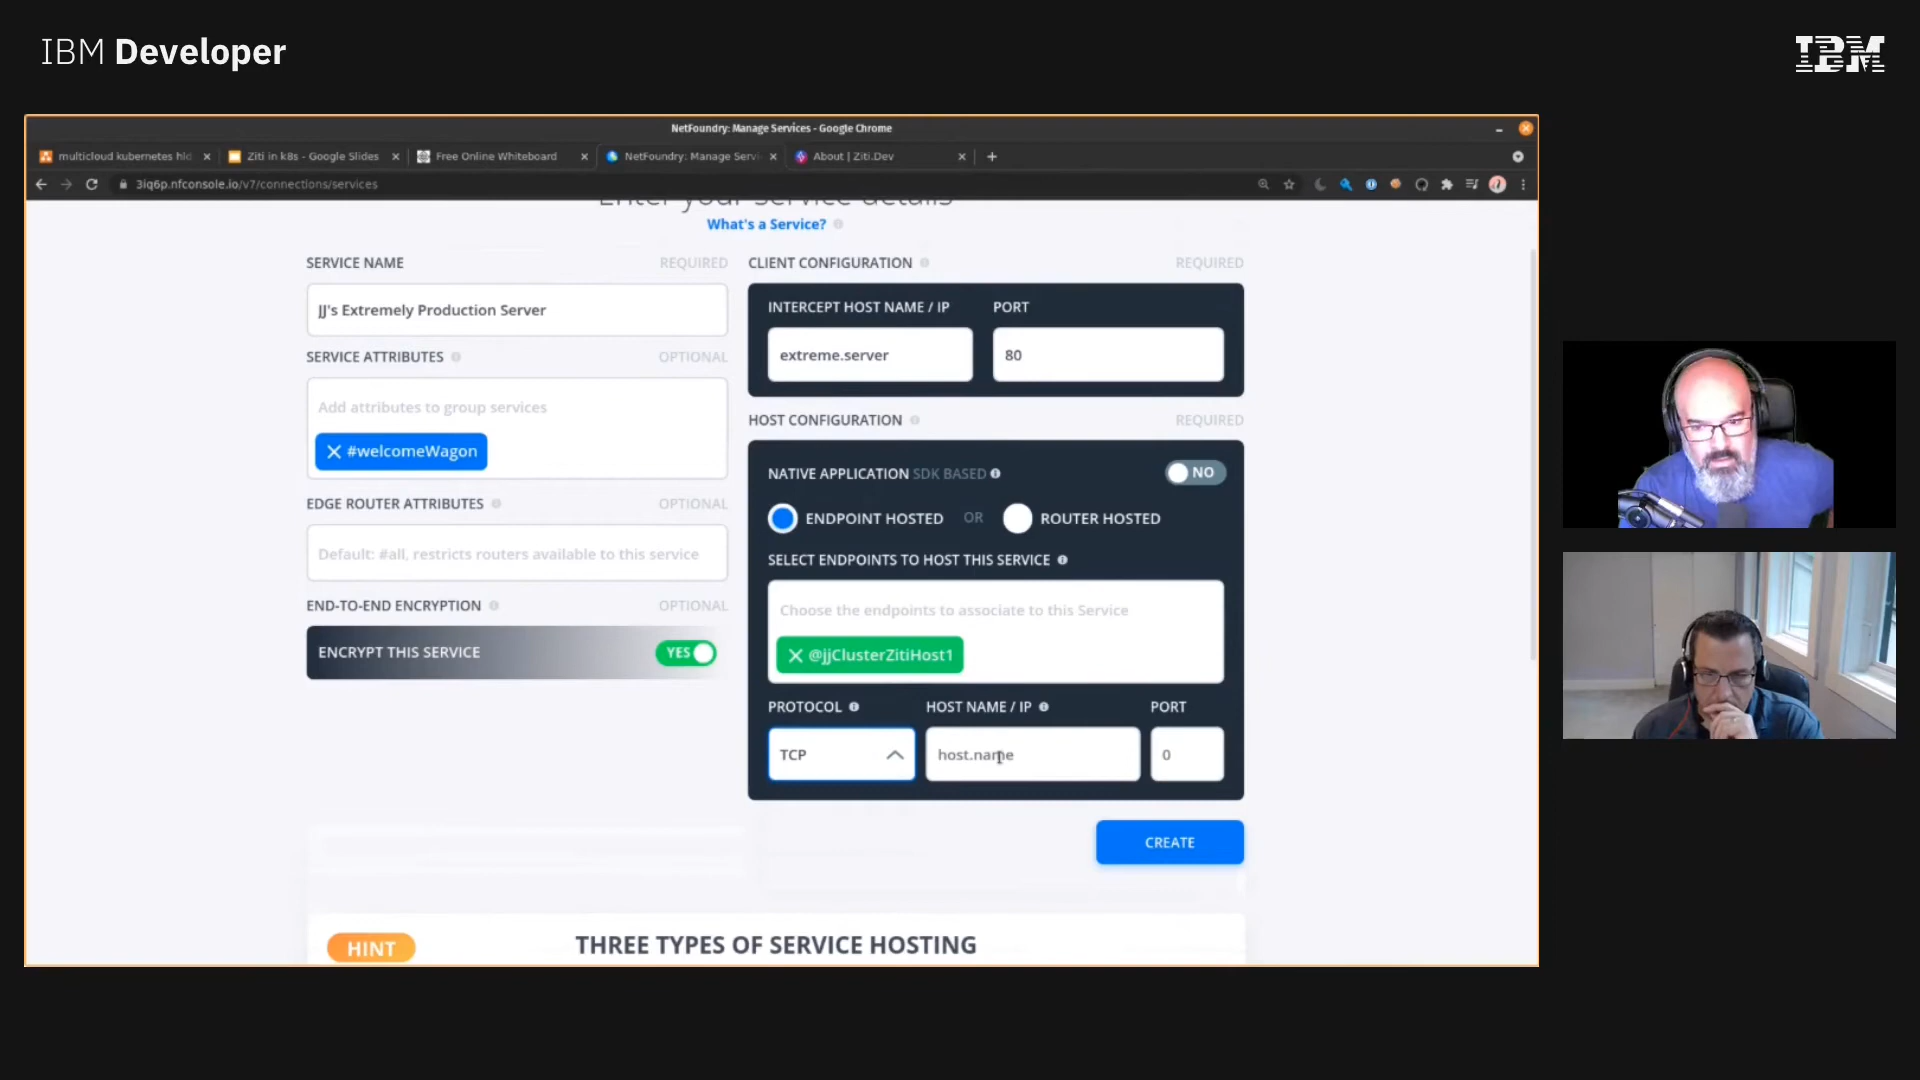 IBM Developer
IBM
NetFoundry: Manage Services - Google Chrome
multicloud kubernetes hid
Ziti in k8s - Google Slides
Free Online Whiteboard
NetFoundry: Manage Servi
About | Ziti.Dev
3iq6p.nfconsole.io/v7/connections/services
Enter your service details
What's a Service?
SERVICE NAME REQUIRED
JJ's Extremely Production Server
SERVICE ATTRIBUTES OPTIONAL
Add attributes to group services
#welcomeWagon
EDGE ROUTER ATTRIBUTES OPTIONAL
Default: #all, restricts routers available to this service
END-TO-END ENCRYPTION OPTIONAL
ENCRYPT THIS SERVICE YES
CLIENT CONFIGURATION REQUIRED
INTERCEPT HOST NAME / IP PORT
extreme.server 80
HOST CONFIGURATION REQUIRED
NATIVE APPLICATION SDK BASED NO
ENDPOINT HOSTED OR ROUTER HOSTED
SELECT ENDPOINTS TO HOST THIS SERVICE
Choose the endpoints to associate to this Service
@jjClusterZitiHost1
PROTOCOL HOST NAME / IP PORT
TCP host.name 0
CREATE
HINT THREE TYPES OF SERVICE HOSTING